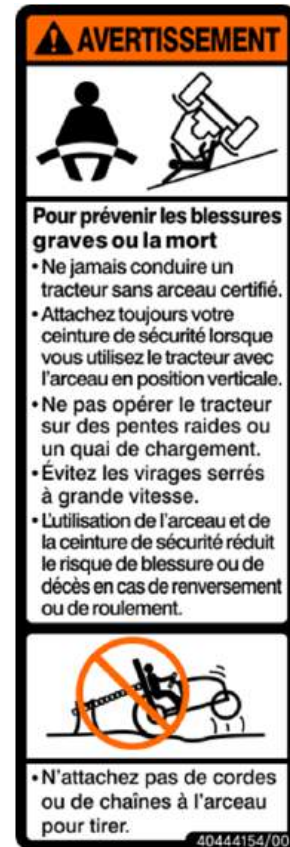 AVERTISSEMENT
Pour prévenir les blessures
graves ou la mort
• Ne jamais conduire un
tracteur sans arceau certifié.
• Attachez toujours votre
ceinture de sécurité lorsque
vous utilisez le tracteur avec
l'arceau en position verticale.
• Ne pas opérer le tracteur
sur des pentes raides ou
un quai de chargement.
• Évitez les virages serrés
à grande vitesse.
• L'utilisation de l'arceau et de
la ceinture de sécurité réduit
le risque de blessure ou de
décès en cas de renversement
ou de roulement.
• N'attachez pas de cordes
ou de chaînes à l'arceau
pour tirer.
40444154/00